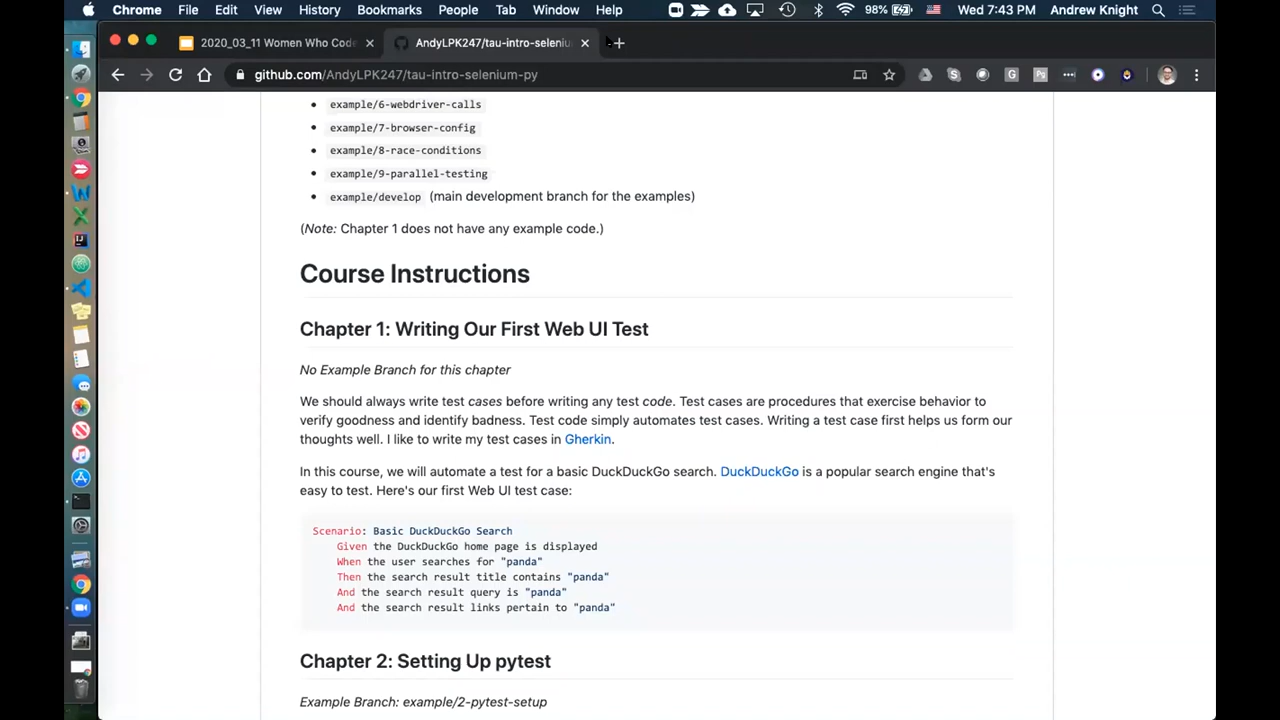 Chrome File Edit View History Bookmarks People Tab Window Help 98% Wed 7:43 PM Andrew Knight
2020_03_11 Women Who Code AndyLPK247/tau-intro-seleniu
github.com/AndyLPK247/tau-intro-selenium-py
example/6-webdriver-calls
example/7-browser-config
example/8-race-conditions
example/9-parallel-testing
example/develop (main development branch for the examples)
(Note: Chapter 1 does not have any example code.)
Course Instructions
Chapter 1: Writing Our First Web UI Test
No Example Branch for this chapter
We should always write test cases before writing any test code. Test cases are procedures that exercise behavior to
verify goodness and identify badness. Test code simply automates test cases. Writing a test case first helps us form our
thoughts well. I like to write my test cases in Gherkin.
In this course, we will automate a test for a basic DuckDuckGo search. DuckDuckGo is a popular search engine that's
easy to test. Here's our first Web UI test case:
Scenario: Basic DuckDuckGo Search
Given the DuckDuckGo home page is displayed
When the user searches for "panda"
Then the search result title contains "panda"
And the search result query is "panda"
And the search result links pertain to "panda"
Chapter 2: Setting Up pytest
Example Branch: example/2-pytest-setup